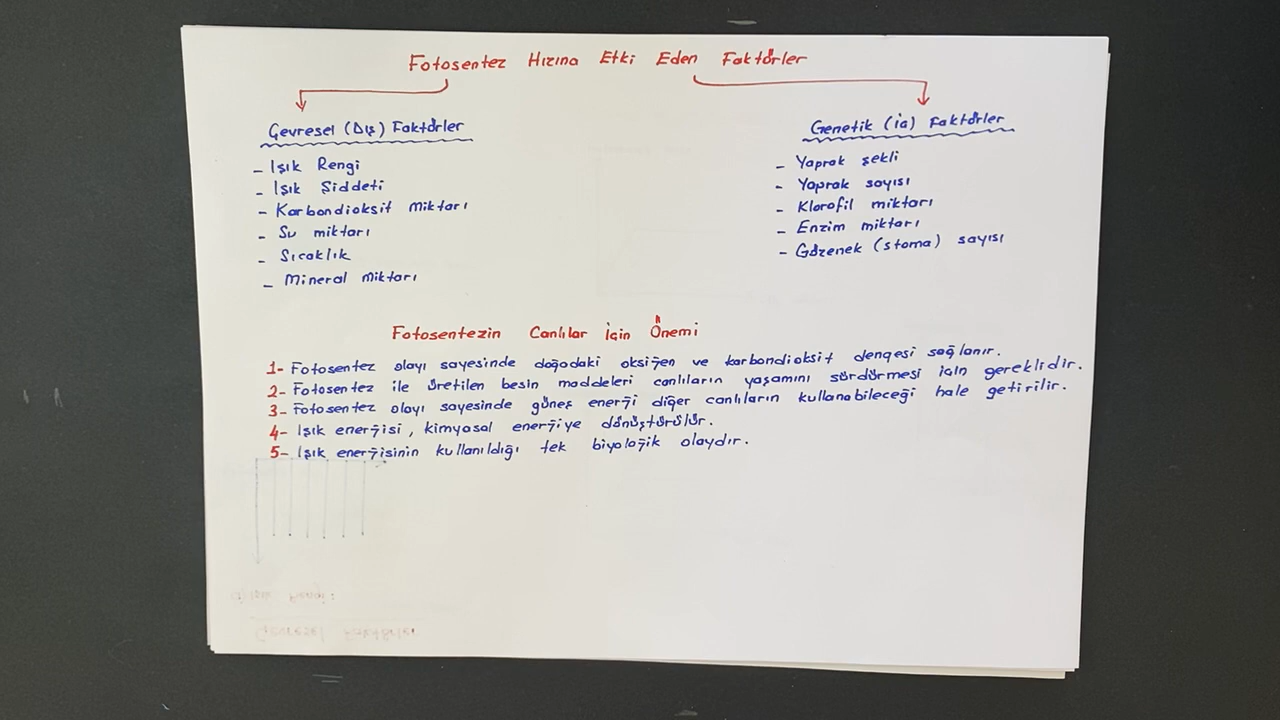 Fotosentez Hızına Etki Eden Faktörler
Çevresel (Dış) Faktörler
- Işık Rengi
- Işık Şiddeti
- Karbondioksit miktarı
- Su miktarı
- Sıcaklık
- Mineral Miktarı
Genetik (İç) Faktörler
- Yaprak şekli
- Yaprak sayısı
- Klorofil miktarı
- Enzim miktarı
- Gözenek (stoma) sayısı
Fotosentezin Canlılar İçin Önemi
1- Fotosentez olayı sayesinde doğadaki oksijen ve karbondioksit dengesi sağlanır.
2- Fotosentez ile üretilen besin maddeleri canlıların yaşamını sürdürmesi için gereklidir.
3- Fotosentez olayı sayesinde güneş enerji diğer canlıların kullanabileceği hale getirilir.
4- Işık enerjisi, kimyasal enerjiye dönüştürülür.
5- Işık enerjisinin kullanıldığı tek biyolojik olaydır.
Işık Rengi:
Çevresel Faktörler